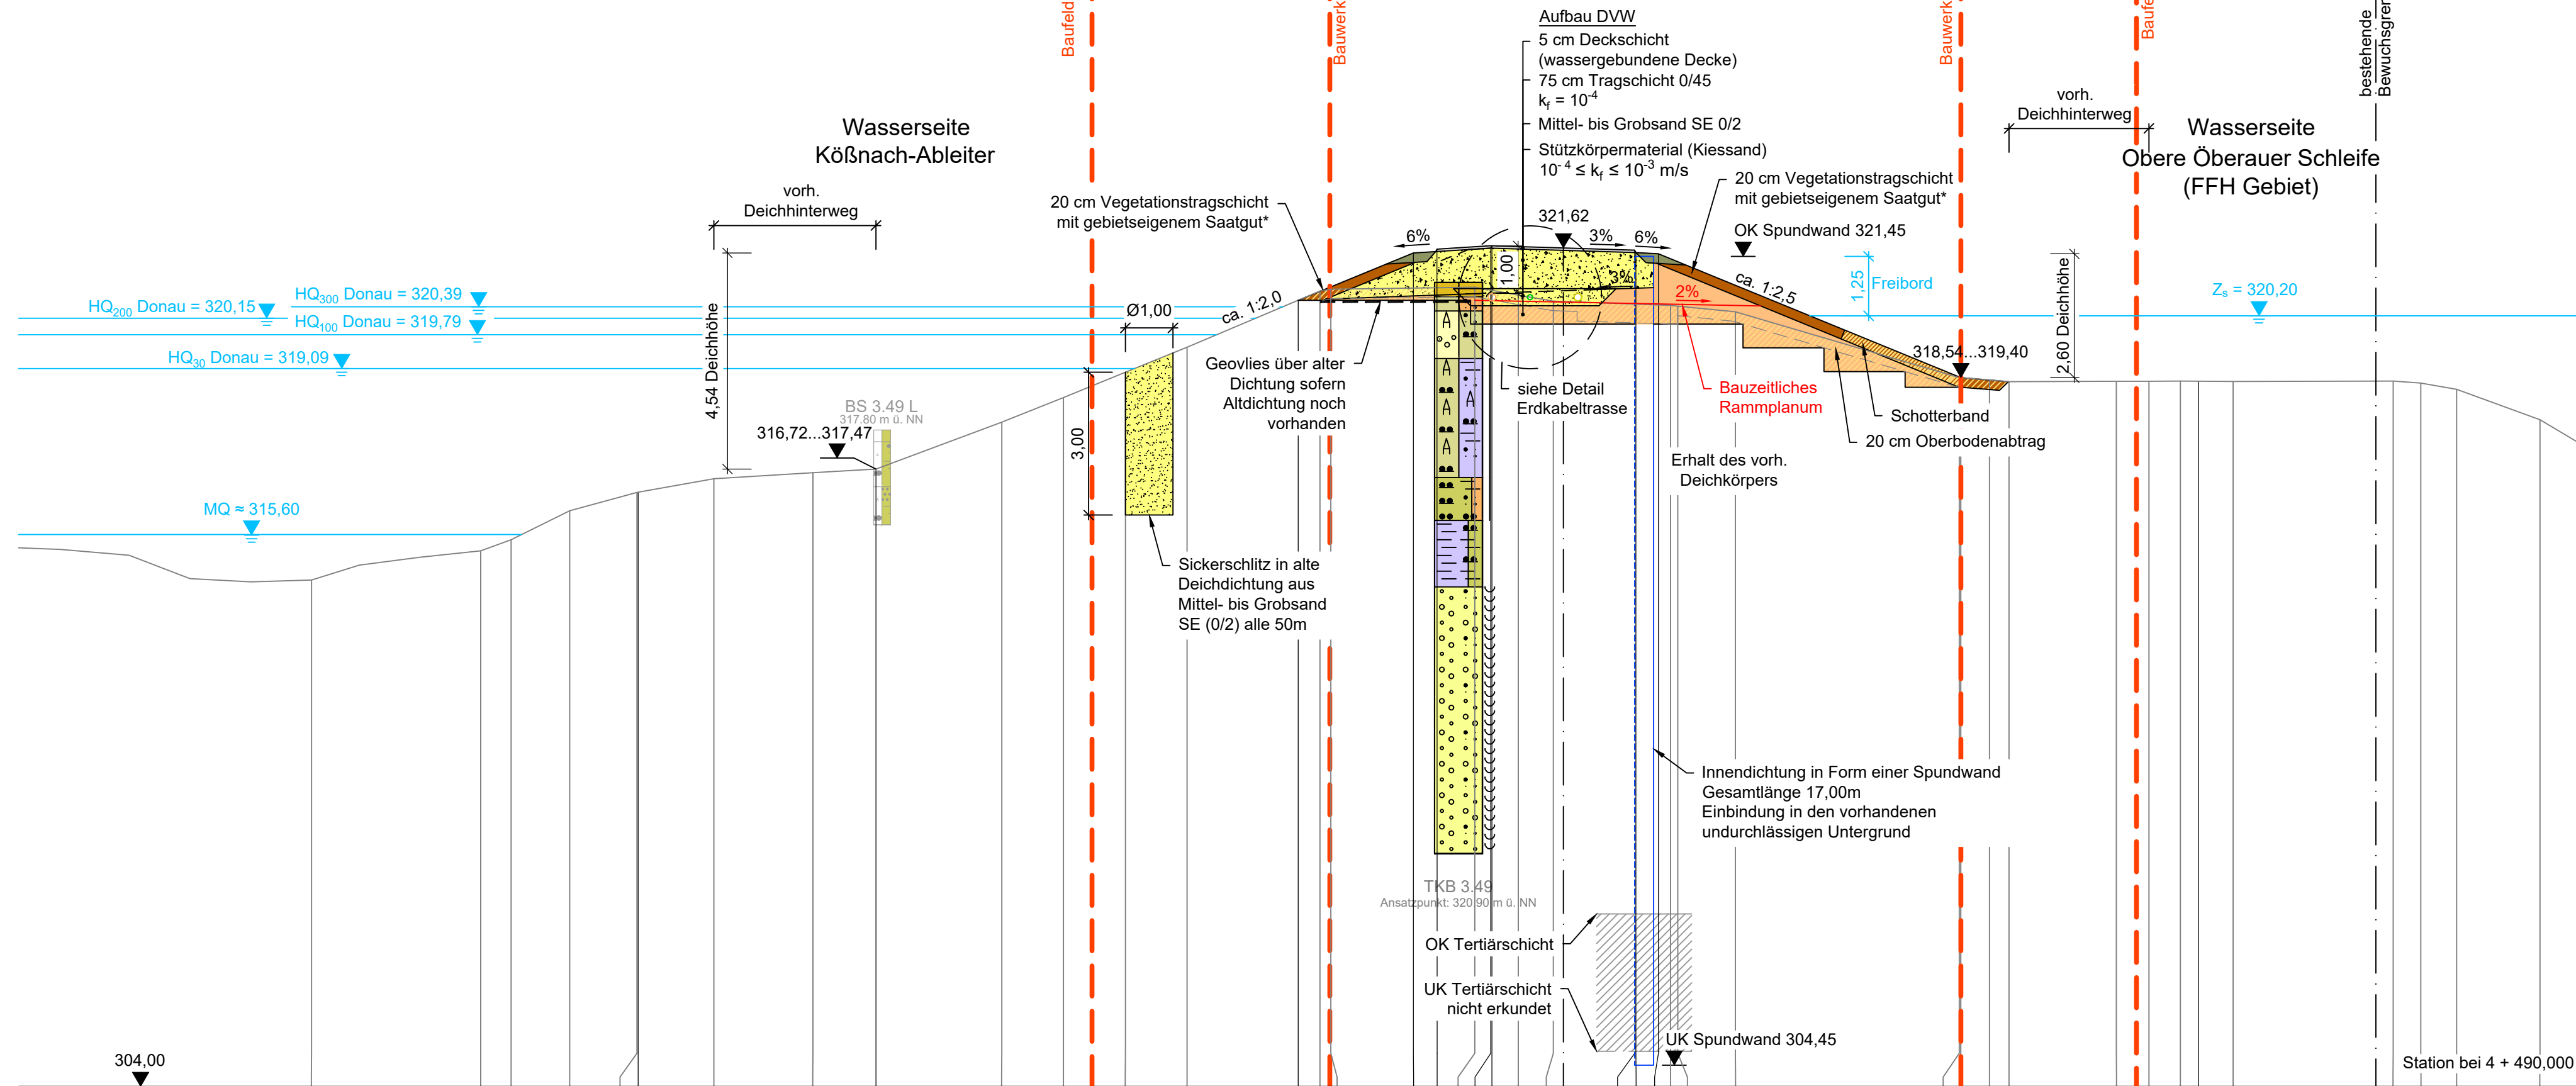 Baufeld
Bauwerk
Bauwerk
bestehende
Aufbau DVW
5 cm Deckschicht
(wassergebundene Decke)
75 cm Tragschicht 0/45
kf = 10-4
Mittel- bis Grobsand SE 0/2
Stützkörpermaterial (Kiessand)
10-4 ≤ kf ≤ 10-3 m/s
Wasserseite
Kößnach-Ableiter
vorh.
Deichhinterweg
20 cm Vegetationstragschicht
mit gebietseigenem Saatgut*
20 cm Vegetationstragschicht
mit gebietseigenem Saatgut*
vorh.
Deichhinterweg
Wasserseite
Obere Öberauer Schleife
(FFH Gebiet)
321,62
OK Spundwand 321,45
6%
3%
6%
1,00
3%
2%
ca. 1:2,5
ca. 1:2,0
1,25
Freibord
Zs = 320,20
2,60 Deichhöhe
318,54...319,40
HQ300 Donau = 320,39
HQ200 Donau = 320,15
HQ100 Donau = 319,79
HQ30 Donau = 319,09
4,54 Deichhöhe
Ø1,00
3,00
BS 3.49 L
317.80 m ü. NN
316,72...317,47
MQ ≈ 315,60
Geovlies über alter
Dichtung sofern
Altdichtung noch
vorhanden
siehe Detail
Erdkabeltrasse
Bauzeitliches
Rammplanum
Schotterband
20 cm Oberbodenabtrag
Erhalt des vorh.
Deichkörpers
Sickerschlitz in alte
Deichdichtung aus
Mittel- bis Grobsand
SE (0/2) alle 50m
Innendichtung in Form einer Spundwand
Gesamtlänge 17,00m
Einbindung in den vorhandenen
undurchlässigen Untergrund
TKB 3.49
Ansatzpunkt: 320.90 m ü. NN
OK Tertiärschicht
UK Tertiärschicht
nicht erkundet
UK Spundwand 304,45
304,00
Station bei 4 + 490,000